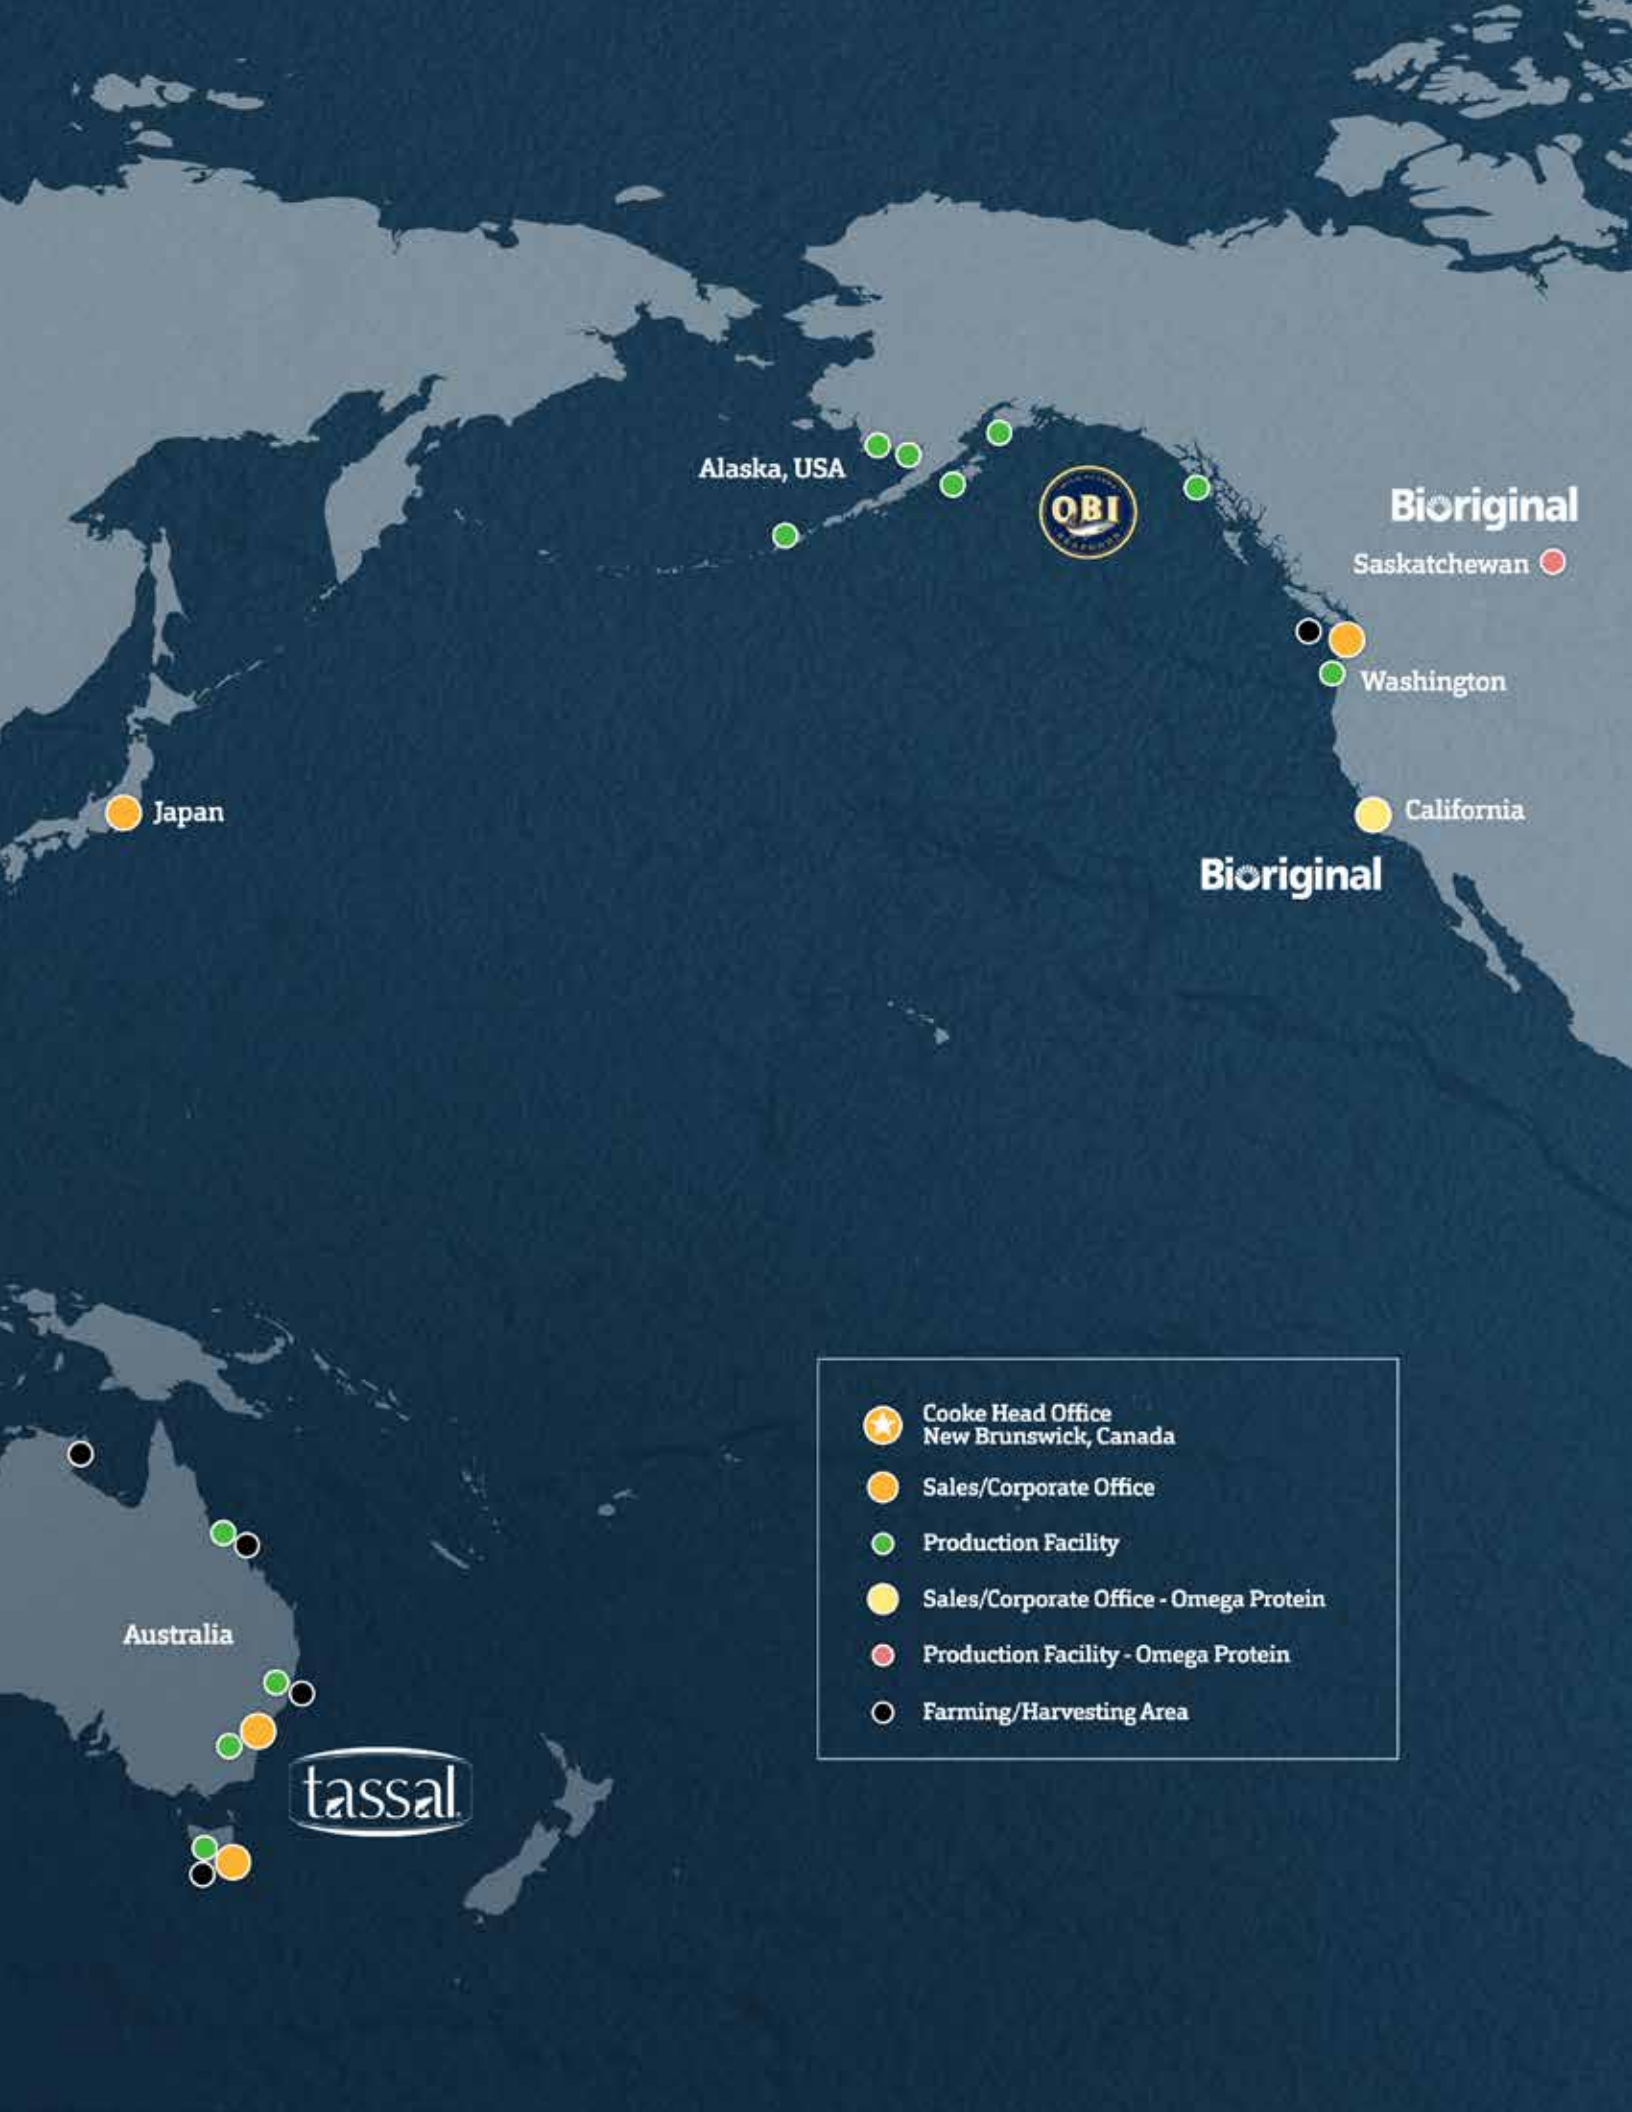 Alaska, USA
OBI
Bioriginal
Saskatchewan
Washington
Japan
California
Bioriginal
Cooke Head Office
New Brunswick, Canada
Sales/Corporate Office
Production Facility
Sales/Corporate Office - Omega Protein
Production Facility - Omega Protein
Farming/Harvesting Area
Australia
tassal